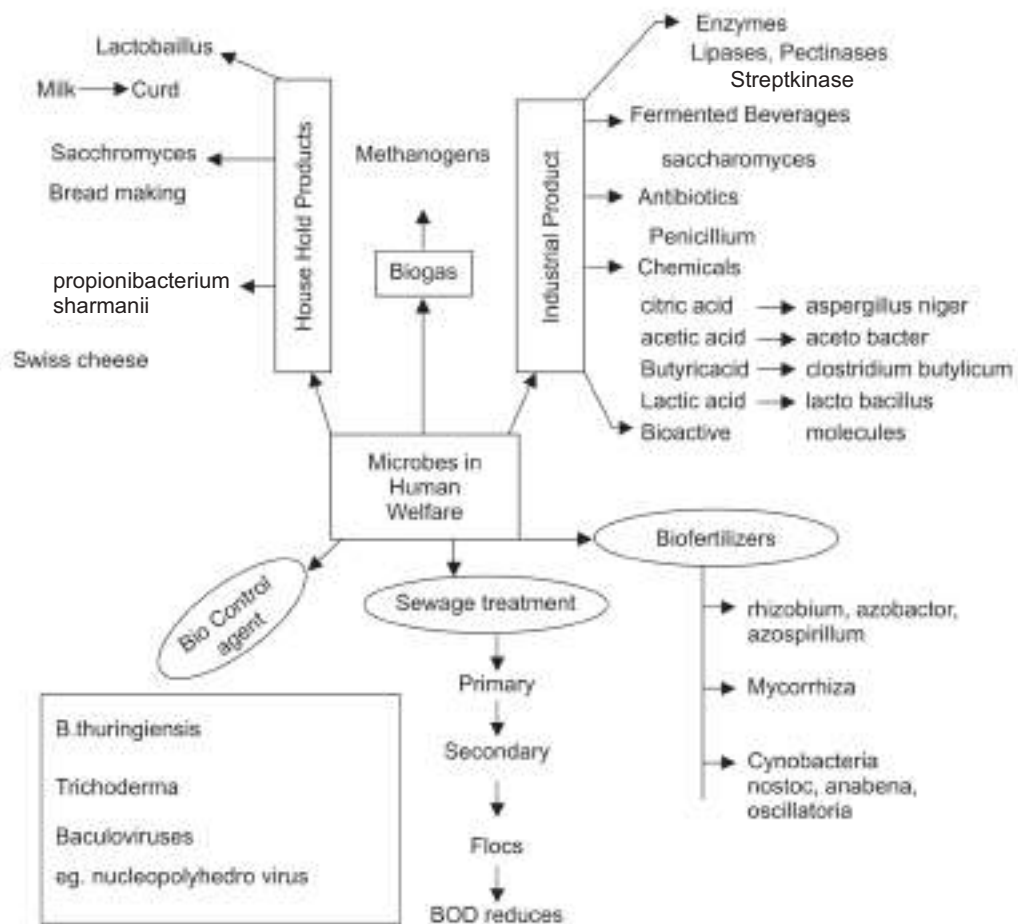 Lactobaillus
Milk → Curd
Sacchromyces
Bread making
propionibacterium
sharmanii
Swiss cheese
House Hold Products
Methanogens
Biogas
Industrial Product
Enzymes
Lipases, Pectinases
Streptkinase
Fermented Beverages
saccharomyces
Antibiotics
Penicillium
Chemicals
citric acid → aspergillus niger
acetic acid → aceto bacter
Butyricacid → clostridium butylicum
Lactic acid → lacto bacillus
Bioactive molecules
Microbes in
Human
Welfare
Bio Control
agent
Sewage treatment
Biofertilizers
Primary
Secondary
Flocs
BOD reduces
rhizobium, azobactor,
azospirillum
Mycorrhiza
Cynobacteria
nostoc, anabena,
oscillatoria
B.thuringiensis
Trichoderma
Baculoviruses
eg. nucleopolyhedro virus